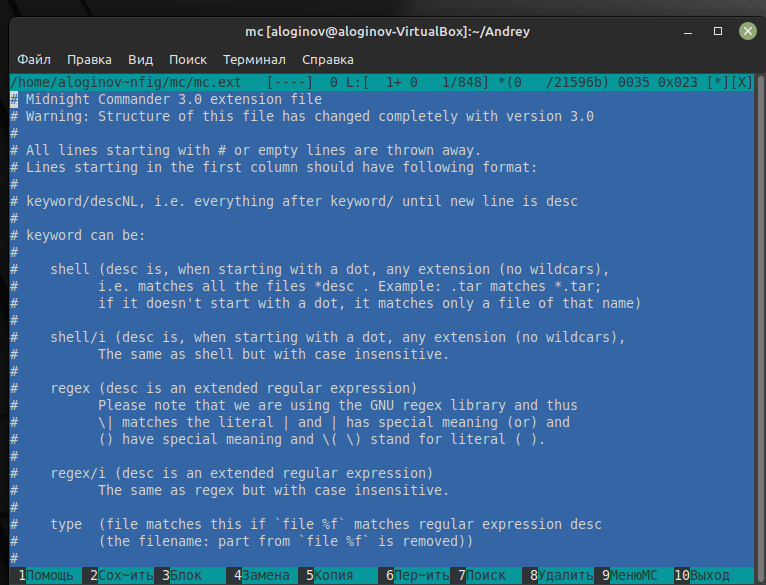 mc [aloginov@aloginov-VirtualBox]:~/Andrey
Файл Правка Вид Поиск Терминал Справка
/home/aloginov~nfig/mc/mc.ext [----] 0 L:[ 1+ 0 1/848] *(0 /21596b) 0035 0x023 [*][X]
# Midnight Commander 3.0 extension file
# Warning: Structure of this file has changed completely with version 3.0
#
# All lines starting with # or empty lines are thrown away.
# Lines starting in the first column should have following format:
#
# keyword/descNL, i.e. everything after keyword/ until new line is desc
#
# keyword can be:
#
# shell (desc is, when starting with a dot, any extension (no wildcars),
# i.e. matches all the files *desc . Example: .tar matches *.tar;
# if it doesn't start with a dot, it matches only a file of that name)
#
# shell/i (desc is, when starting with a dot, any extension (no wildcars),
# The same as shell but with case insensitive.
#
# regex (desc is an extended regular expression)
# Please note that we are using the GNU regex library and thus
# \| matches the literal | and | has special meaning (or) and
# () have special meaning and \( \) stand for literal ( ).
#
# regex/i (desc is an extended regular expression)
# The same as regex but with case insensitive.
#
# type (file matches this if `file %f` matches regular expression desc
# (the filename: part from `file %f` is removed))
#
1Помощь 2Сох~ить 3Блок 4Замена 5Копия 6Пер~ить 7Поиск 8Удалить 9МенюМС 10Выход